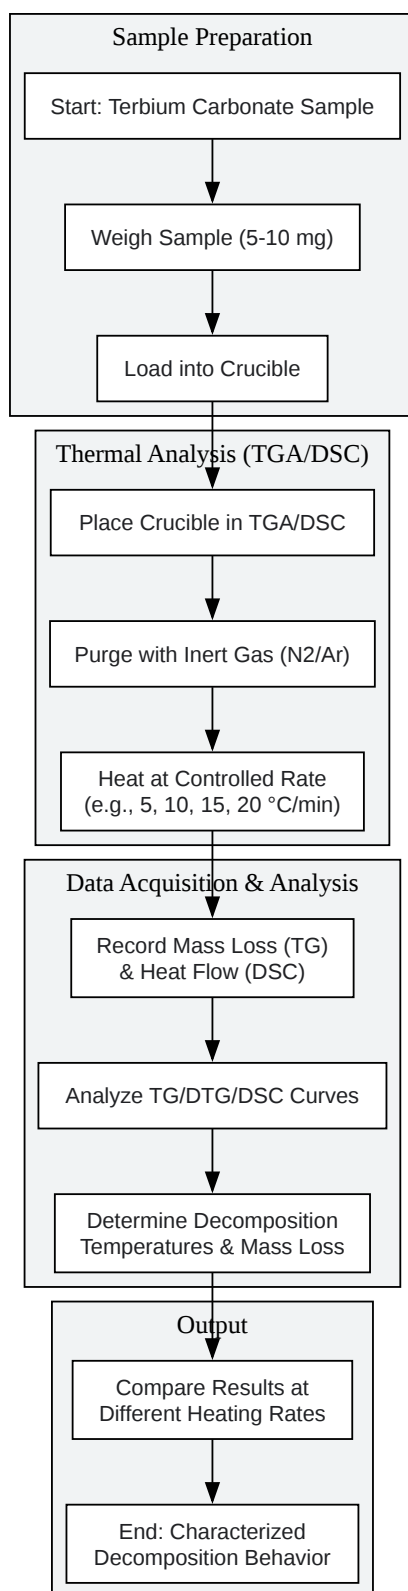 Sample Preparation
Start: Terbium Carbonate Sample
Weigh Sample (5-10 mg)
Load into Crucible
Thermal Analysis (TGA/DSC)
Place Crucible in TGA/DSC
Purge with Inert Gas (N2/Ar)
Heat at Controlled Rate
(e.g., 5, 10, 15, 20 °C/min)
Data Acquisition & Analysis
Record Mass Loss (TG)
& Heat Flow (DSC)
Analyze TG/DTG/DSC Curves
Determine Decomposition
Temperatures & Mass Loss
Output
Compare Results at
Different Heating Rates
End: Characterized
Decomposition Behavior